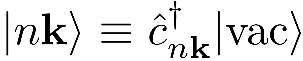 |n𝐤⟩ ≡ ĉ†ₙ𝐤|vac⟩